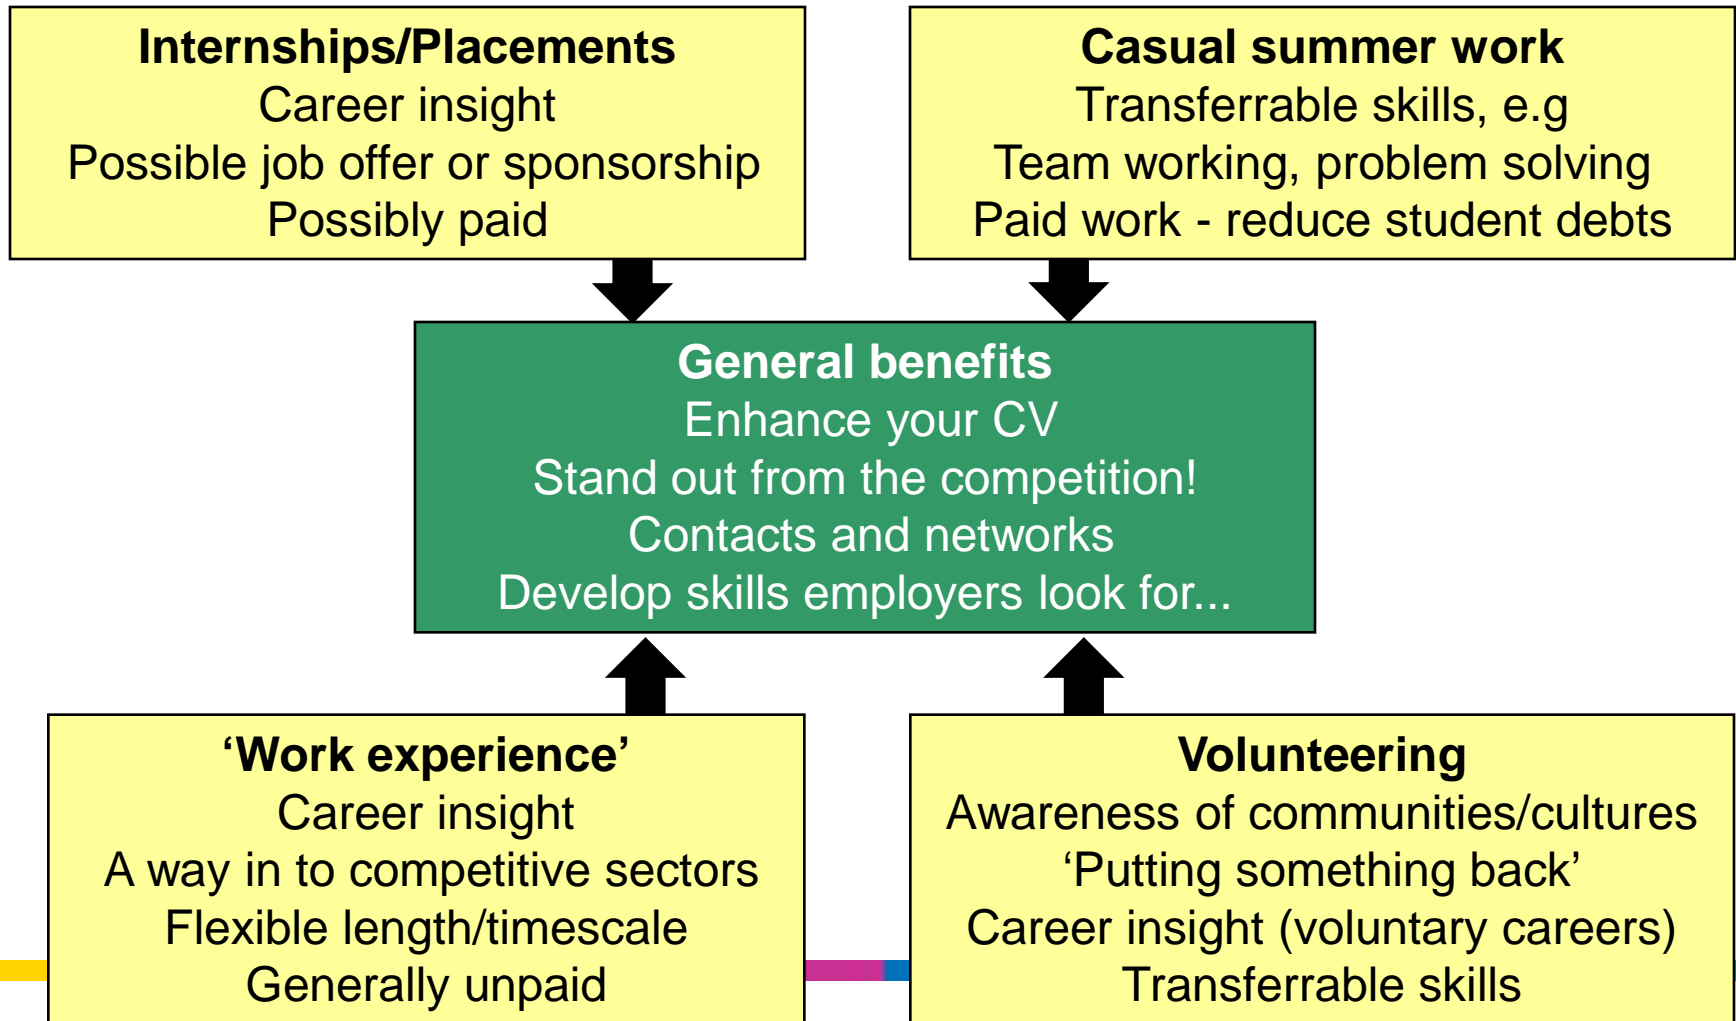 Internships/Placements
Career insight
Possible job offer or sponsorship
Possibly paid
Casual summer work
Transferrable skills, e.g
Team working, problem solving
Paid work - reduce student debts
General benefits
Enhance your CV
Stand out from the competition!
Contacts and networks
Develop skills employers look for...
‘Work experience’
Career insight
A way in to competitive sectors
Flexible length/timescale
Generally unpaid
Volunteering
Awareness of communities/cultures
‘Putting something back’
Career insight (voluntary careers)
Transferrable skills